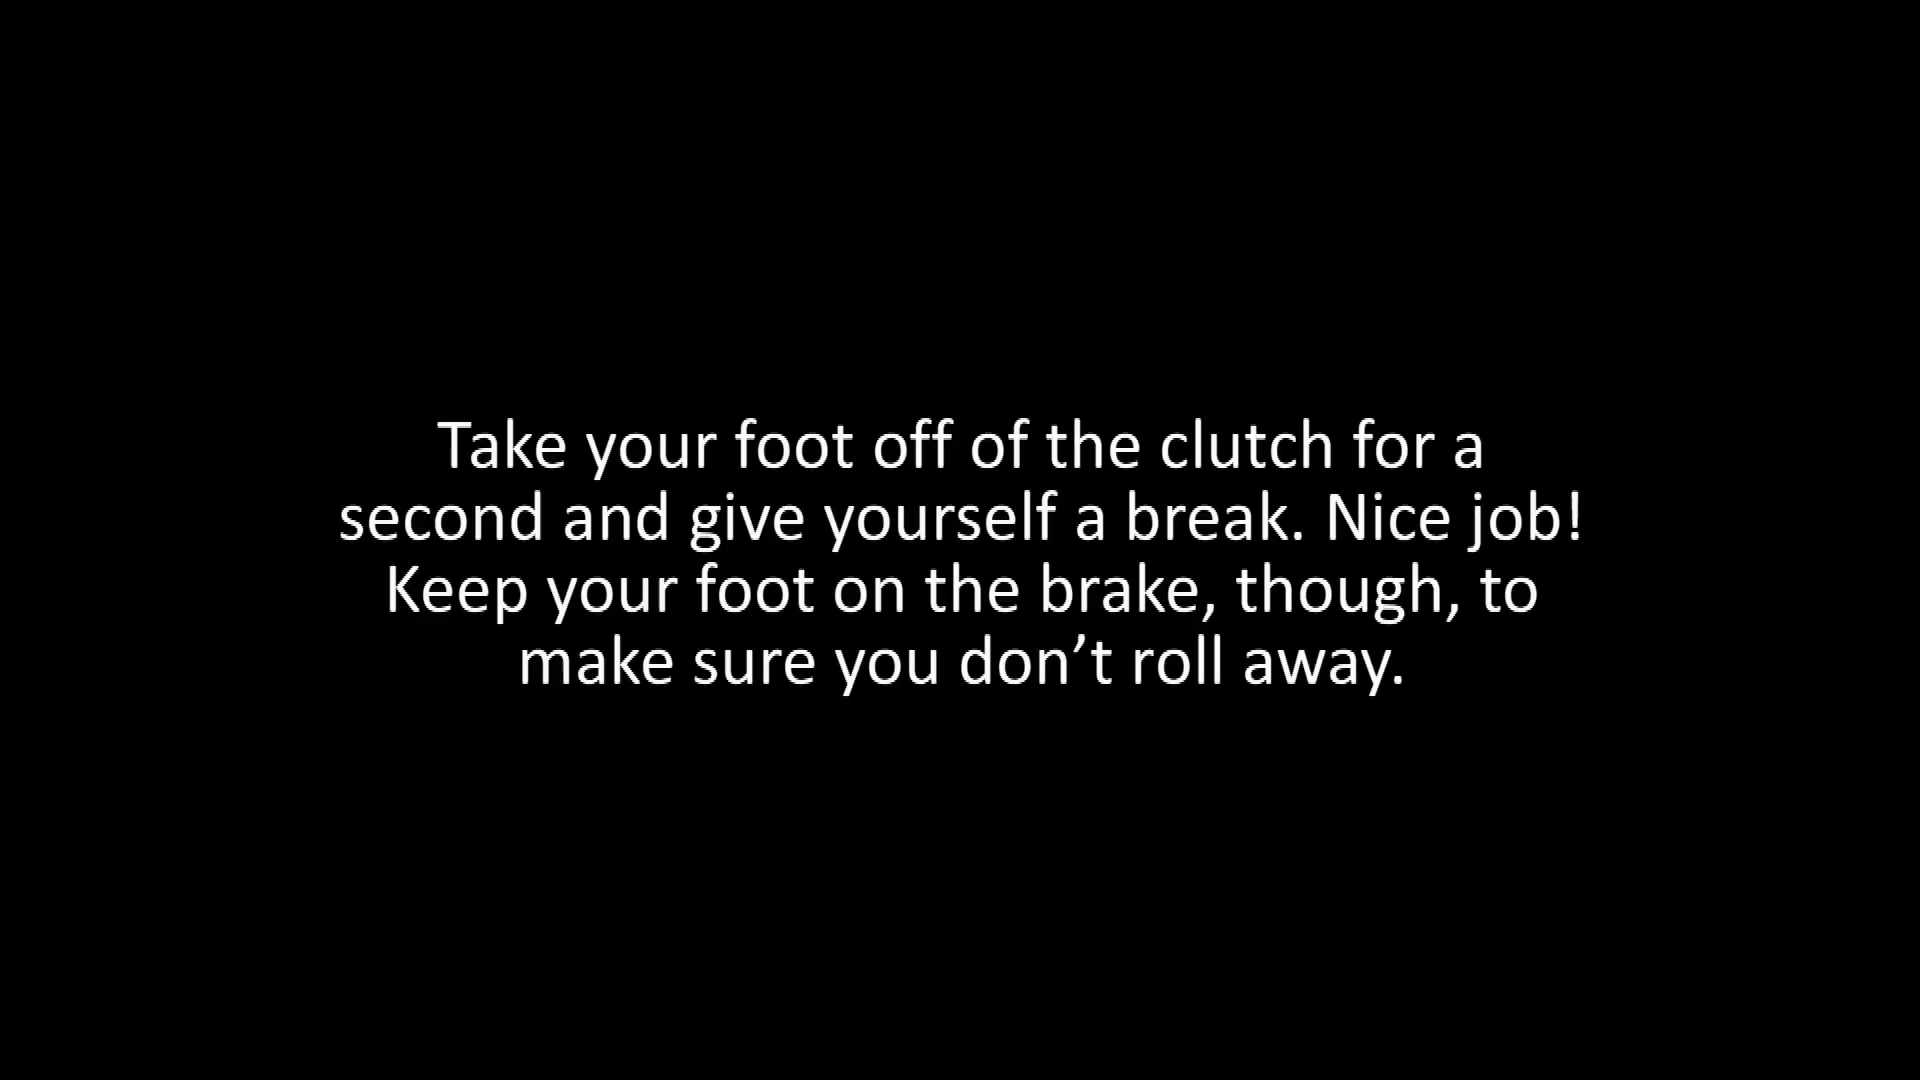 Take your foot off of the clutch for a
second and give yourself a break. Nice job!
Keep your foot on the brake, though, to
make sure you don’t roll away.